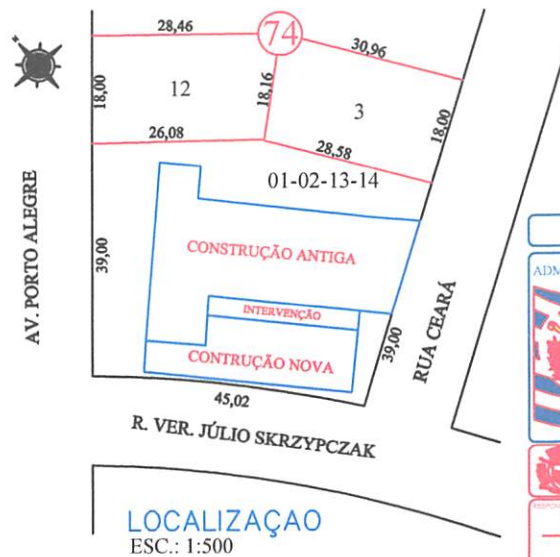 28,46
74
30,96
18,00
12
18,16
3
18,00
26,08
28,58
01-02-13-14
AV. PORTO ALEGRE
39,00
CONSTRUÇÃO ANTIGA
INTERVENÇÃO
CONTRUÇÃO NOVA
39,00
RUA CEARÁ
45,02
R. VER. JÚLIO SKRZYPCZAK
LOCALIZAÇAO
ESC.: 1:500
ADM